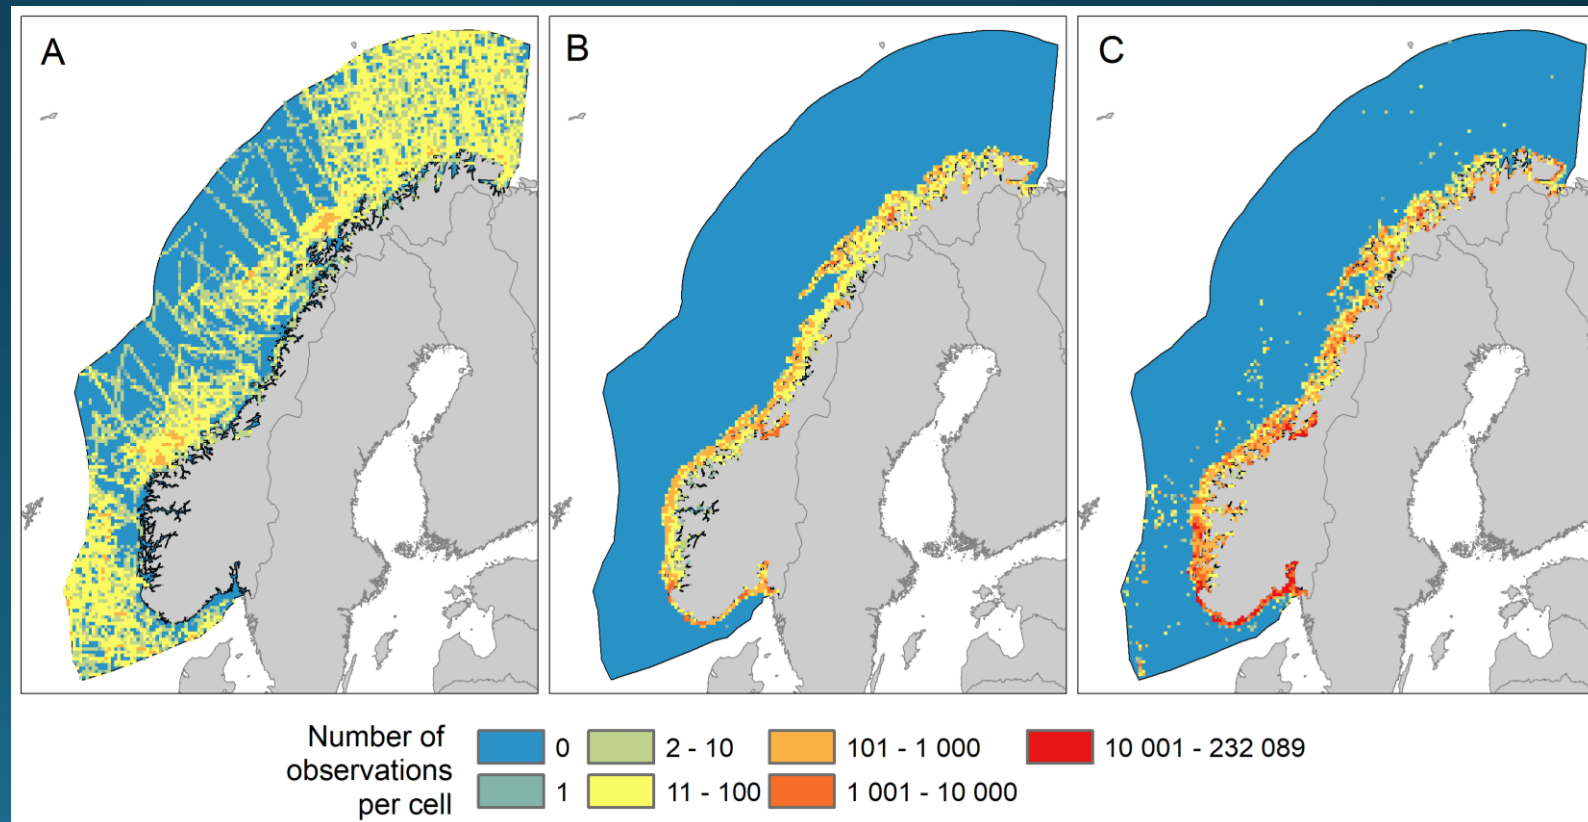 A
B
C
Number of
observations
per cell
0
2 - 10
101 - 1 000
10 001 - 232 089
1
11 - 100
1 001 - 10 000